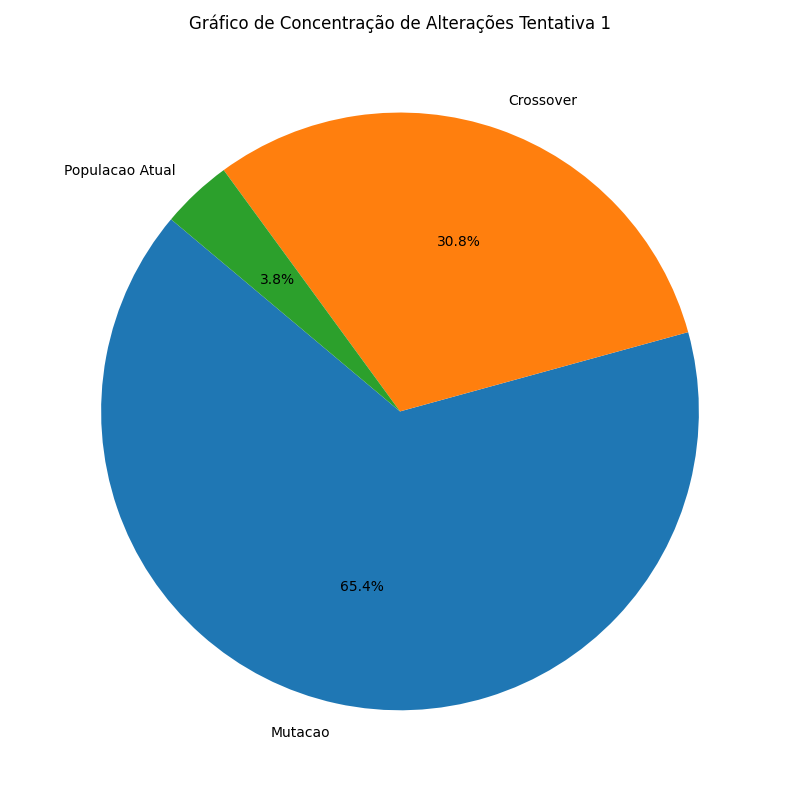 Gráfico de Concentração de Alterações Tentativa 1
Crossover
Populacao Atual
30.8%
3.8%
65.4%
Mutacao